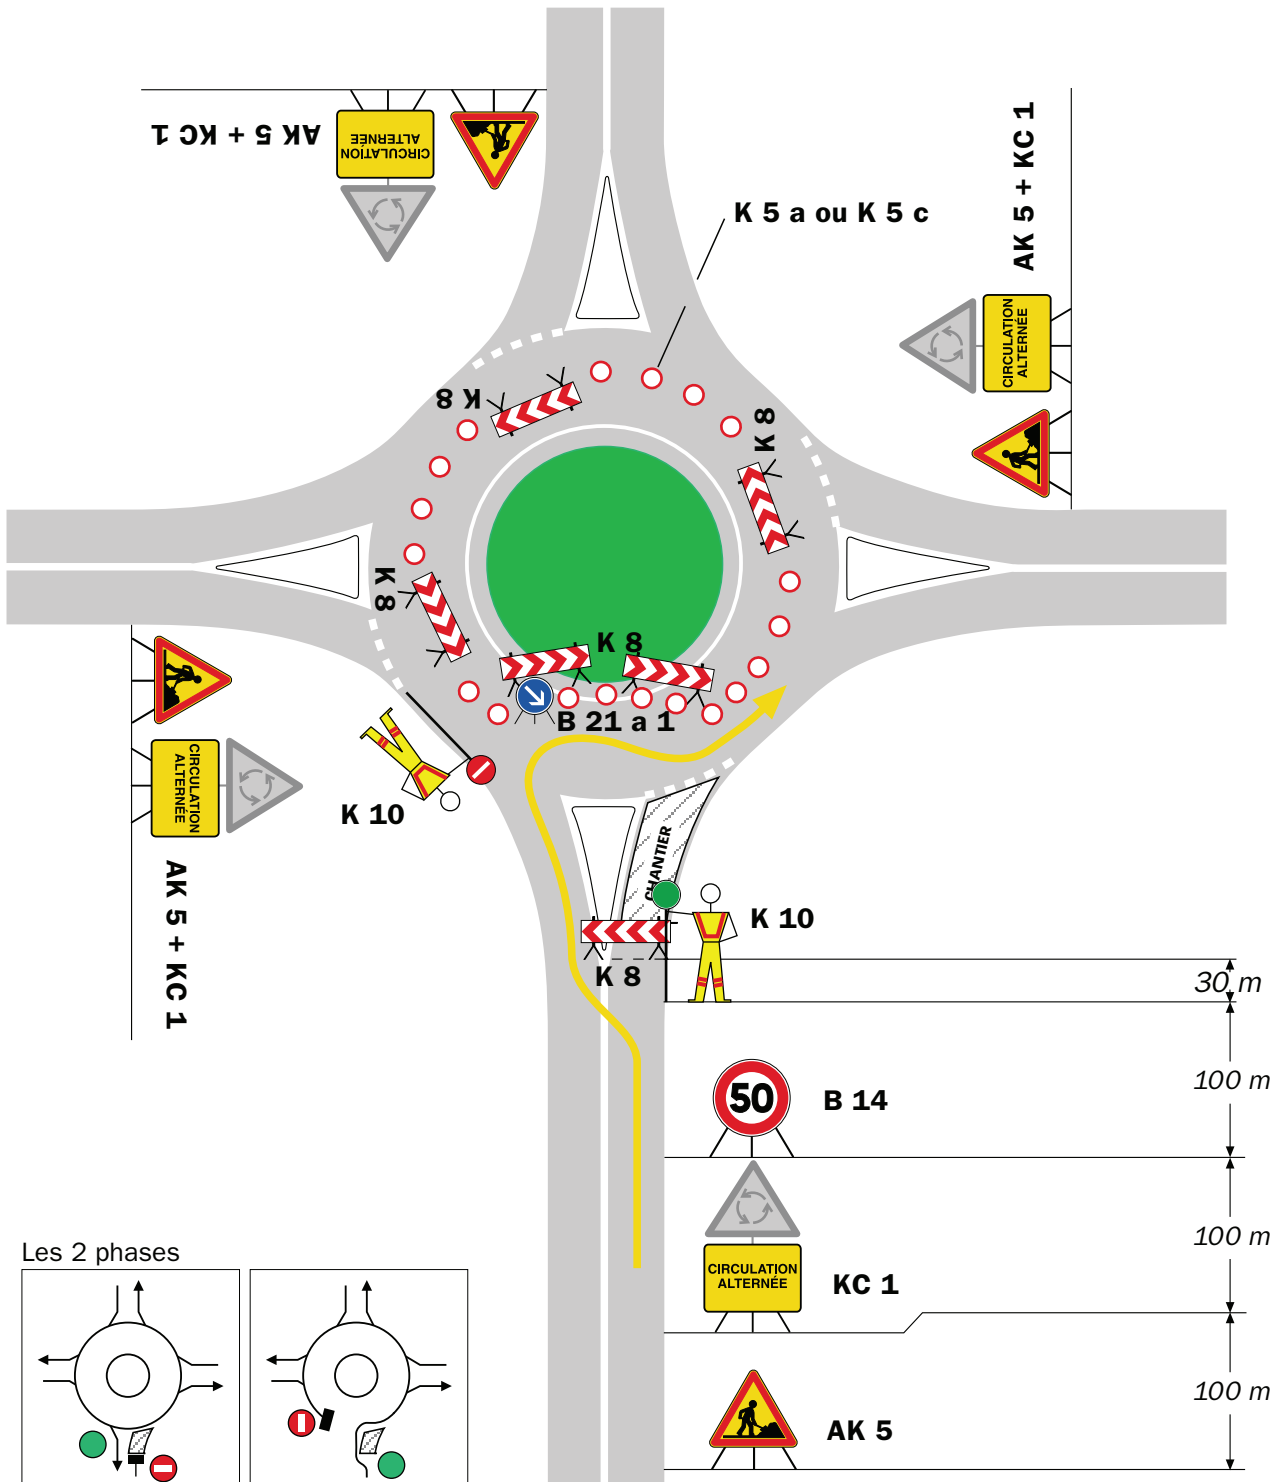 AK 5 + KC 1
CIRCULATION
ALTERNÉE
K 5 a ou K 5 c
AK 5 + KC 1
CIRCULATION
ALTERNÉE
K 8
K 8
K 8
K 8
B 21 a 1
K 10
CIRCULATION
ALTERNÉE
AK 5 + KC 1
CHANTIER
K 10
K 8
30 m
100 m
50
B 14
100 m
CIRCULATION
ALTERNÉE
KC 1
100 m
AK 5
Les 2 phases